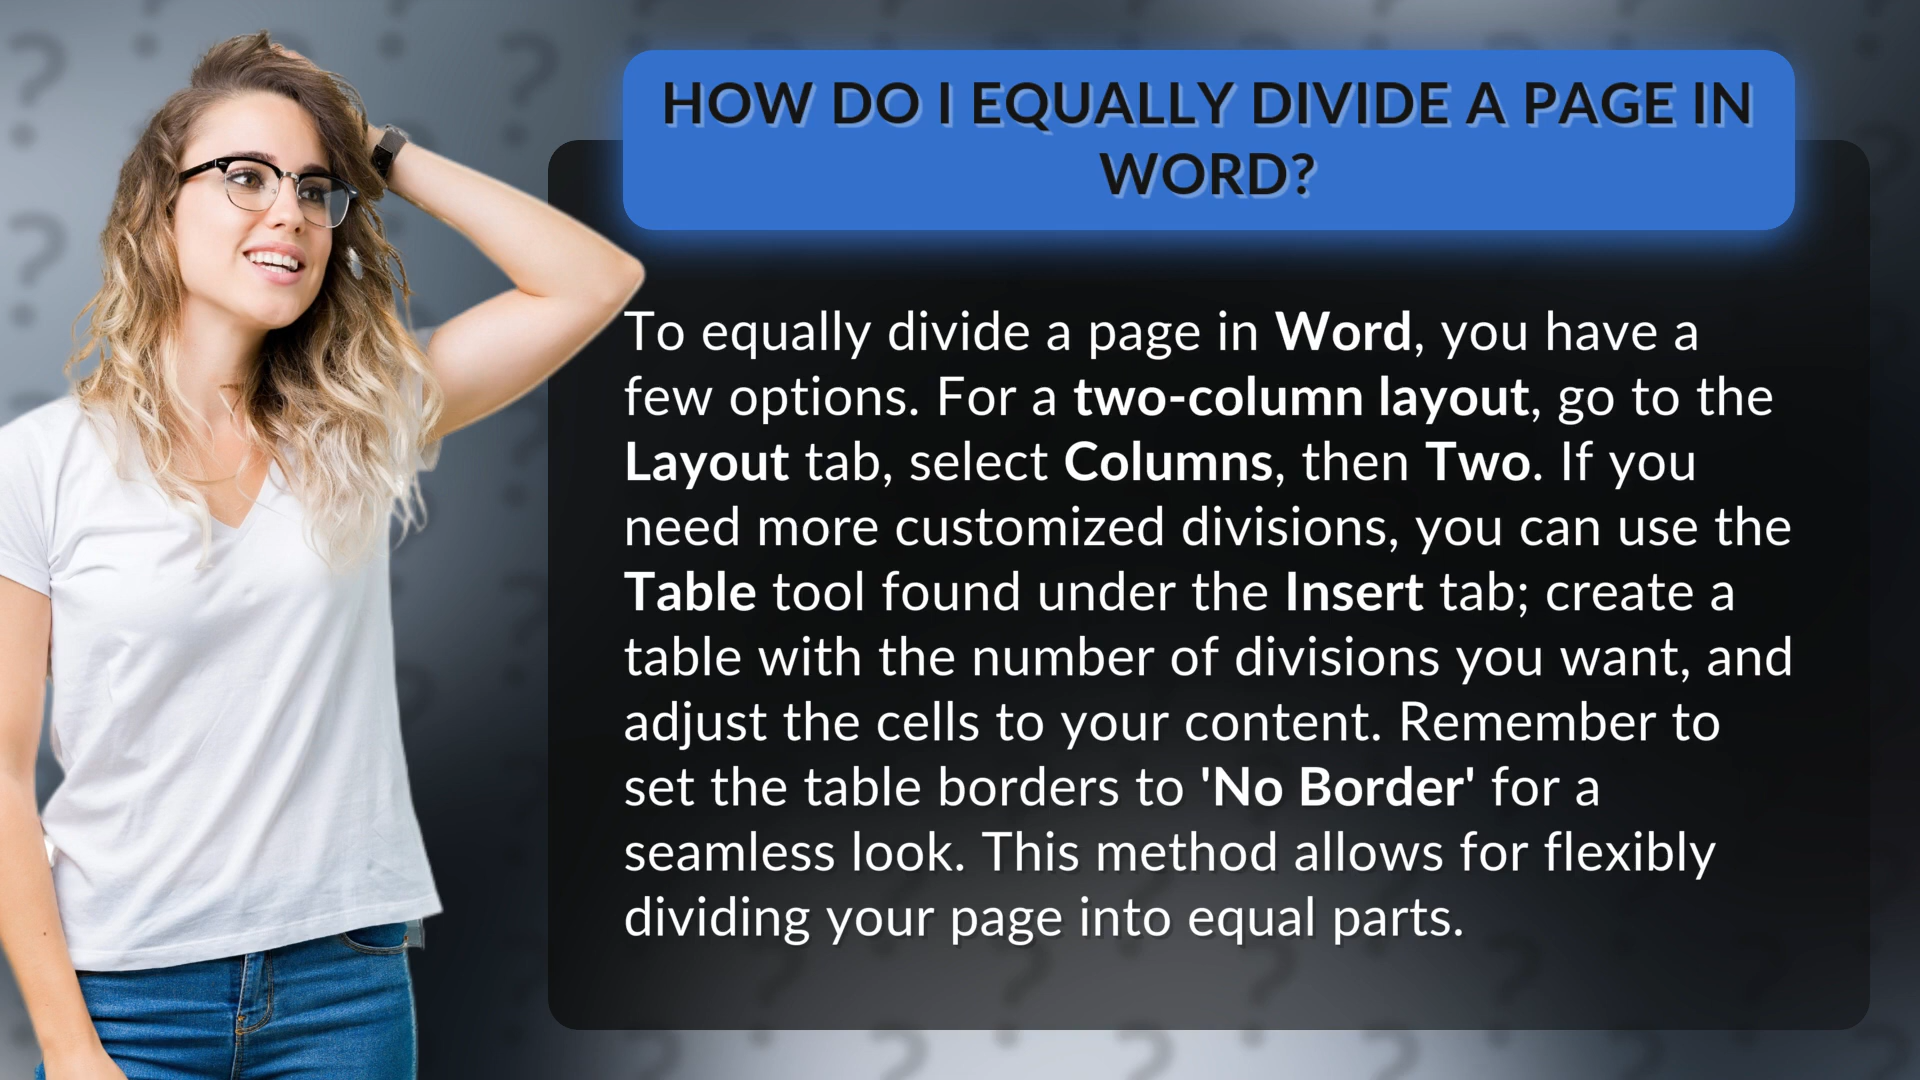 HOW DO I EQUALLY DIVIDE A PAGE IN
WORD?
To equally divide a page in Word, you have a
few options. For a two-column layout, go to the
Layout tab, select Columns, then Two. If you
need more customized divisions, you can use the
Table tool found under the Insert tab; create a
table with the number of divisions you want, and
adjust the cells to your content. Remember to
set the table borders to 'No Border' for a
seamless look. This method allows for flexibly
dividing your page into equal parts.